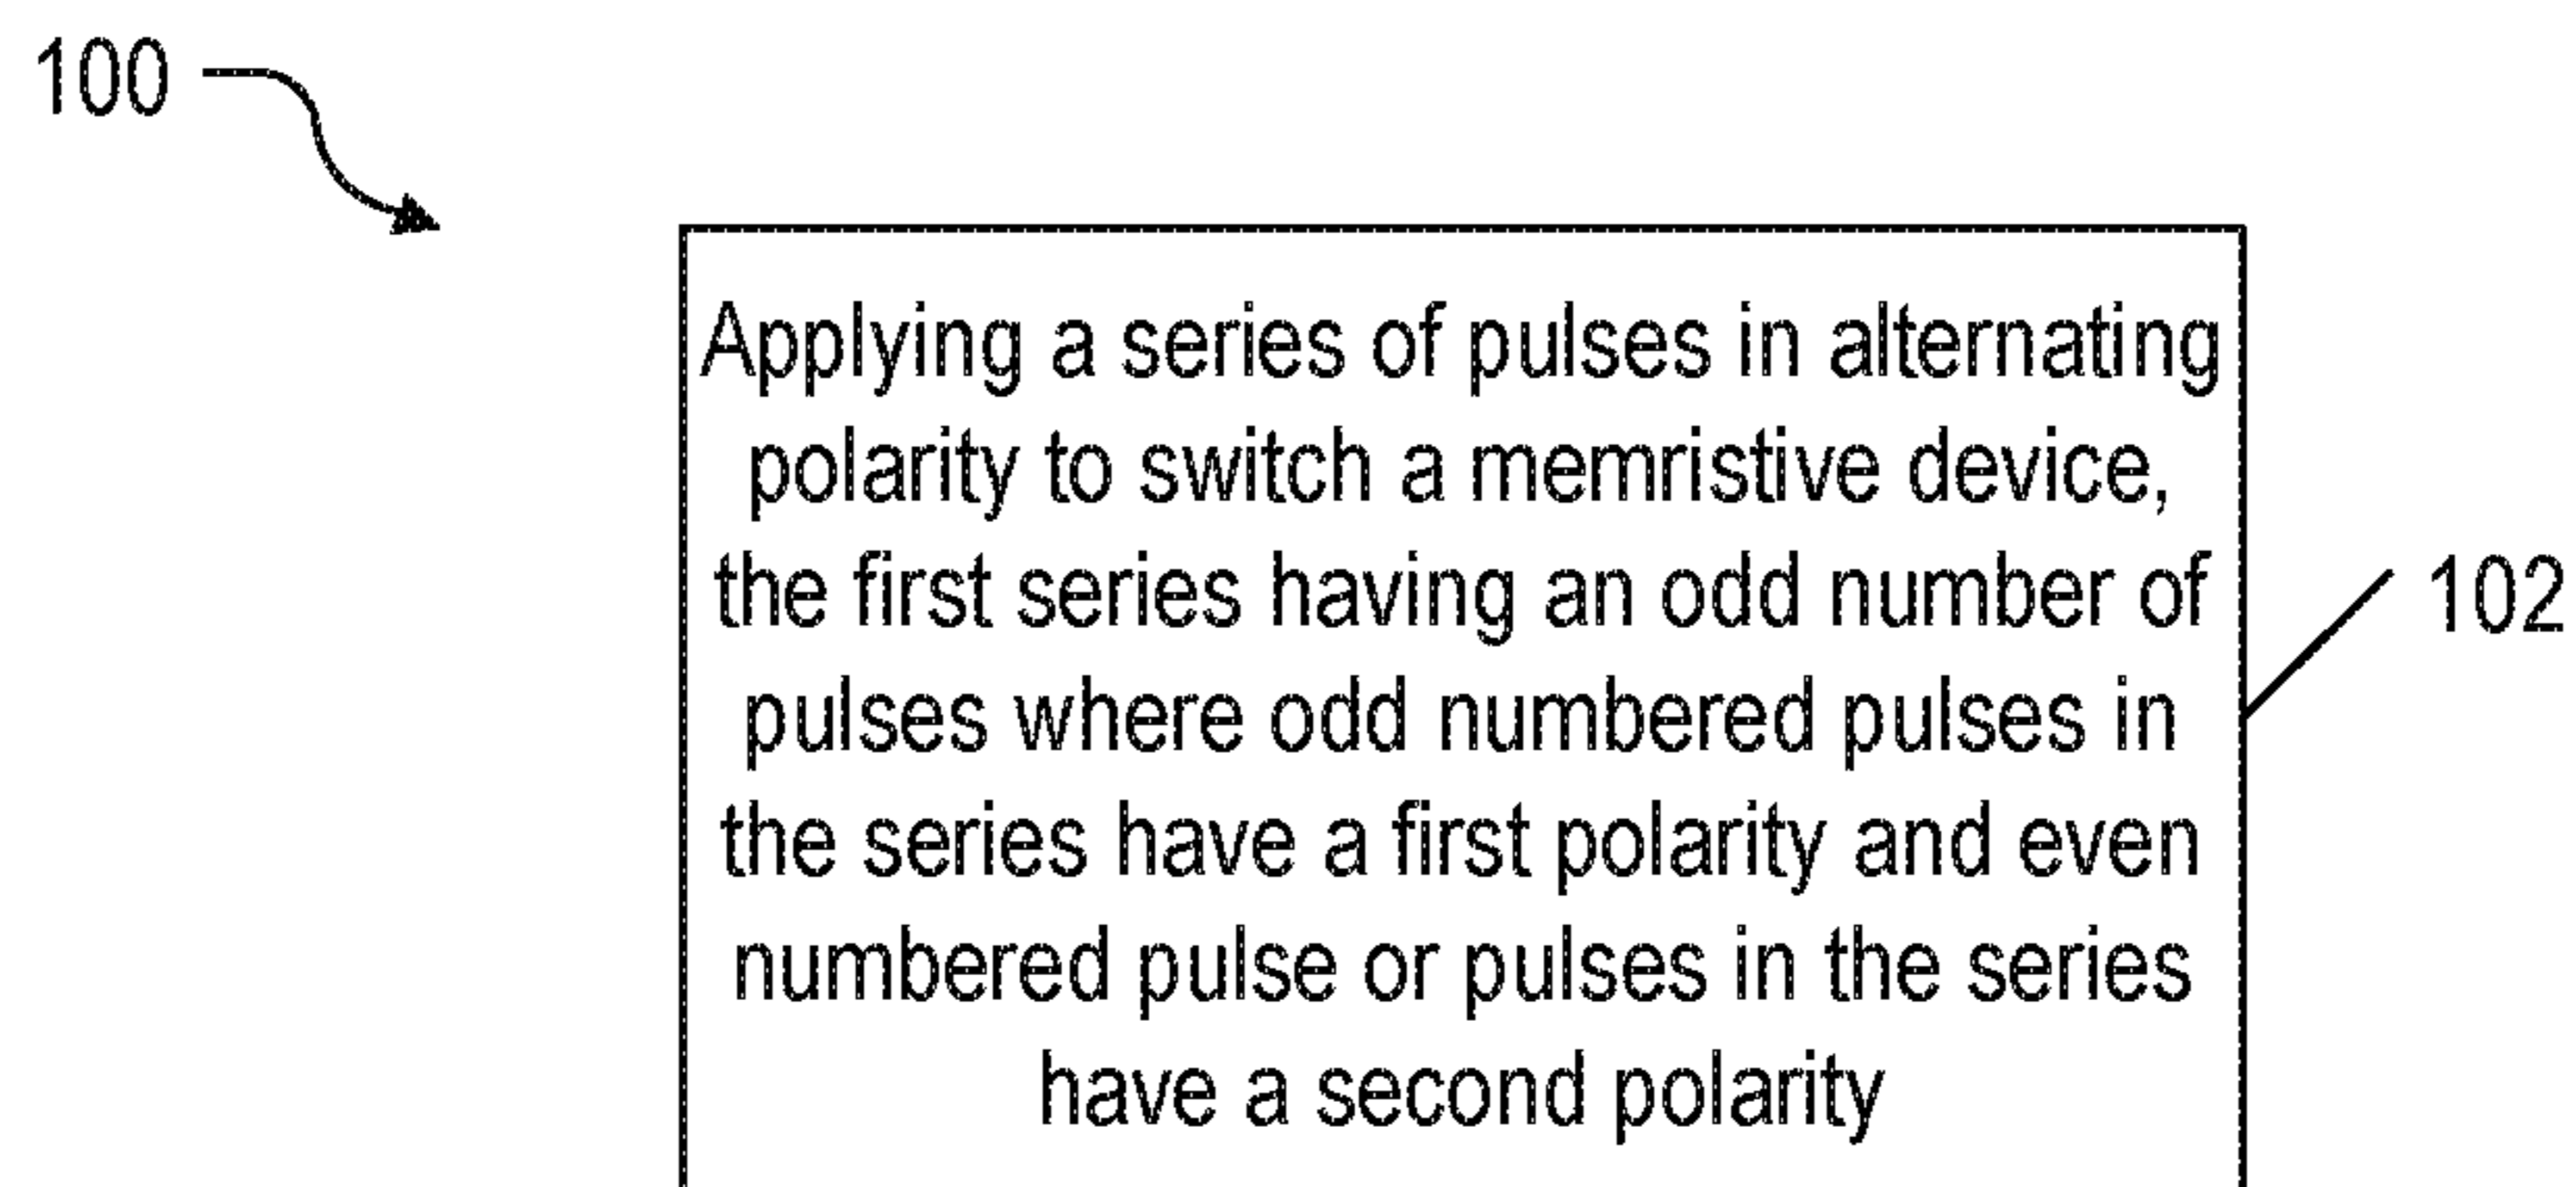 100
Applying a series of pulses in alternating
polarity to switch a memristive device,
the first series having an odd number of
pulses where odd numbered pulses in
the series have a first polarity and even
numbered pulse or pulses in the series
have a second polarity
102